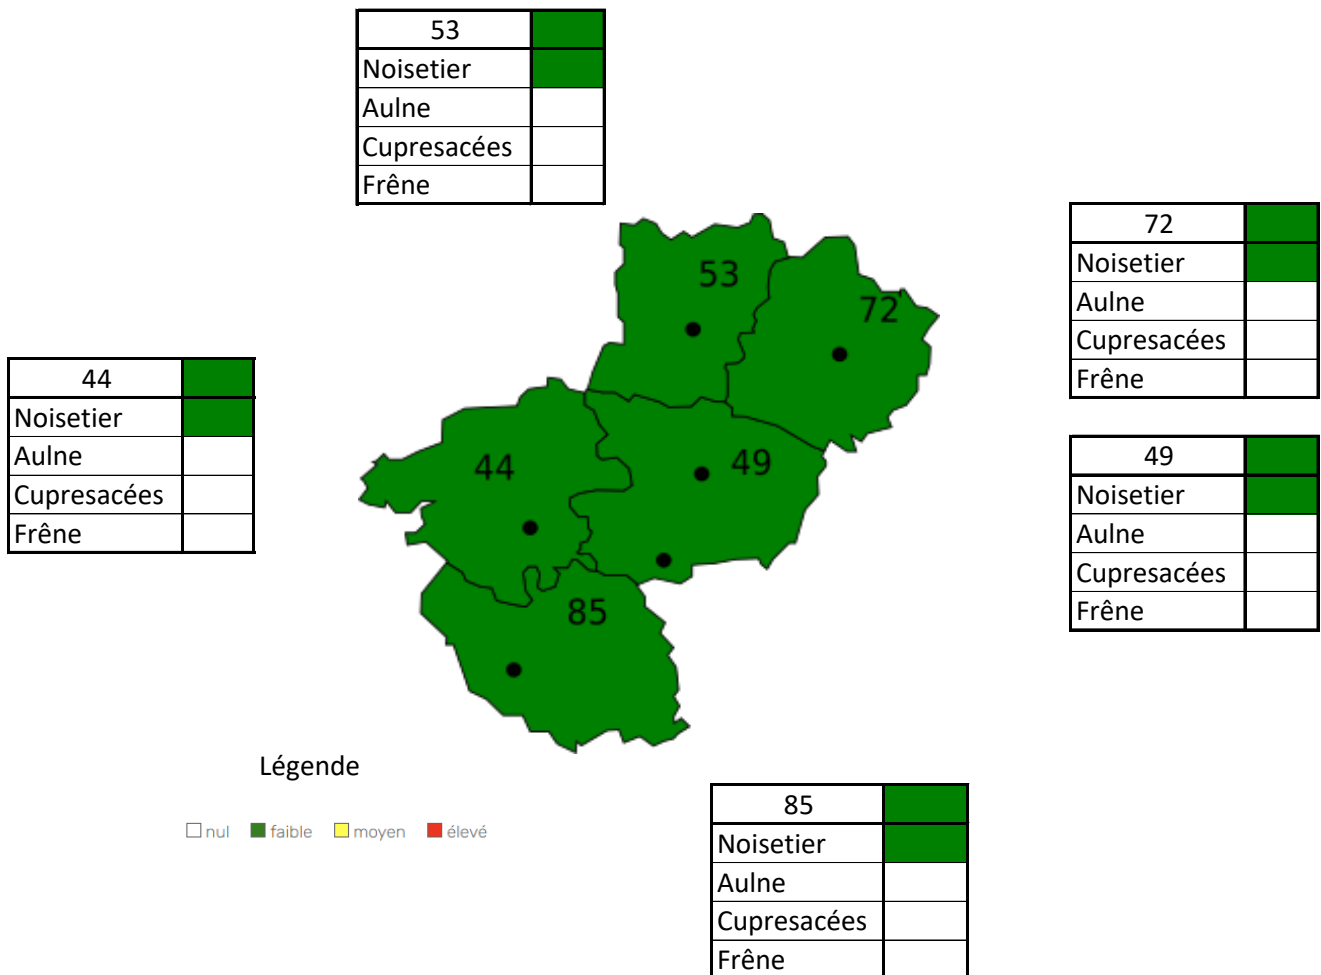 53
Noisetier
Aulne
Cupresacées
Frêne
53
72
72
Noisetier
Aulne
Cupresacées
Frêne
44
Noisetier
Aulne
Cupresacées
Frêne
44
49
49
Noisetier
Aulne
Cupresacées
Frêne
85
Légende
nul faible moyen élevé
85
Noisetier
Aulne
Cupresacées
Frêne